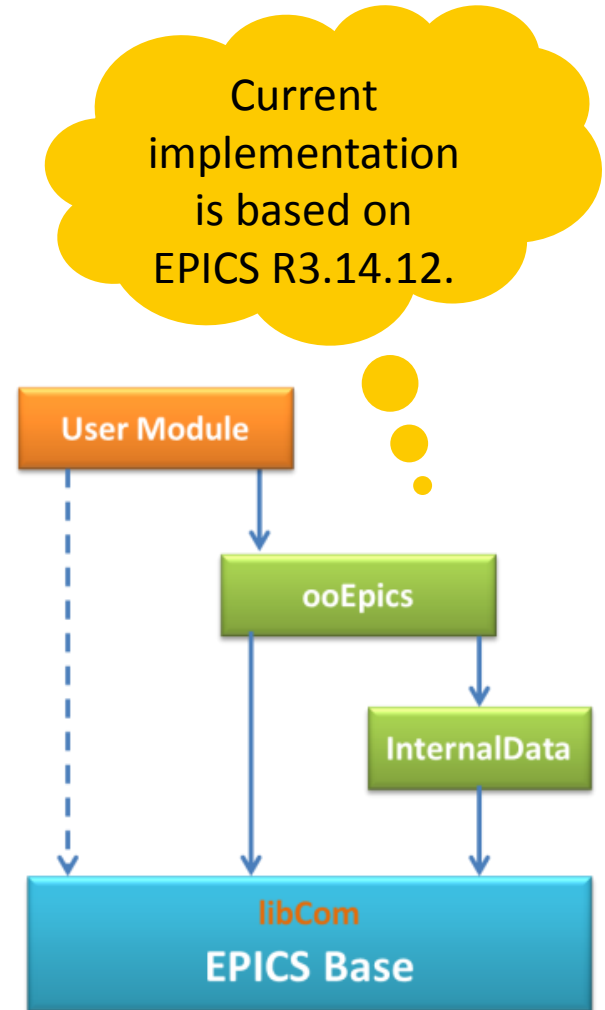 Current
implementation
is based on
EPICS R3.14.12.
User Module
ooEpics
InternalData
libCom
EPICS Base